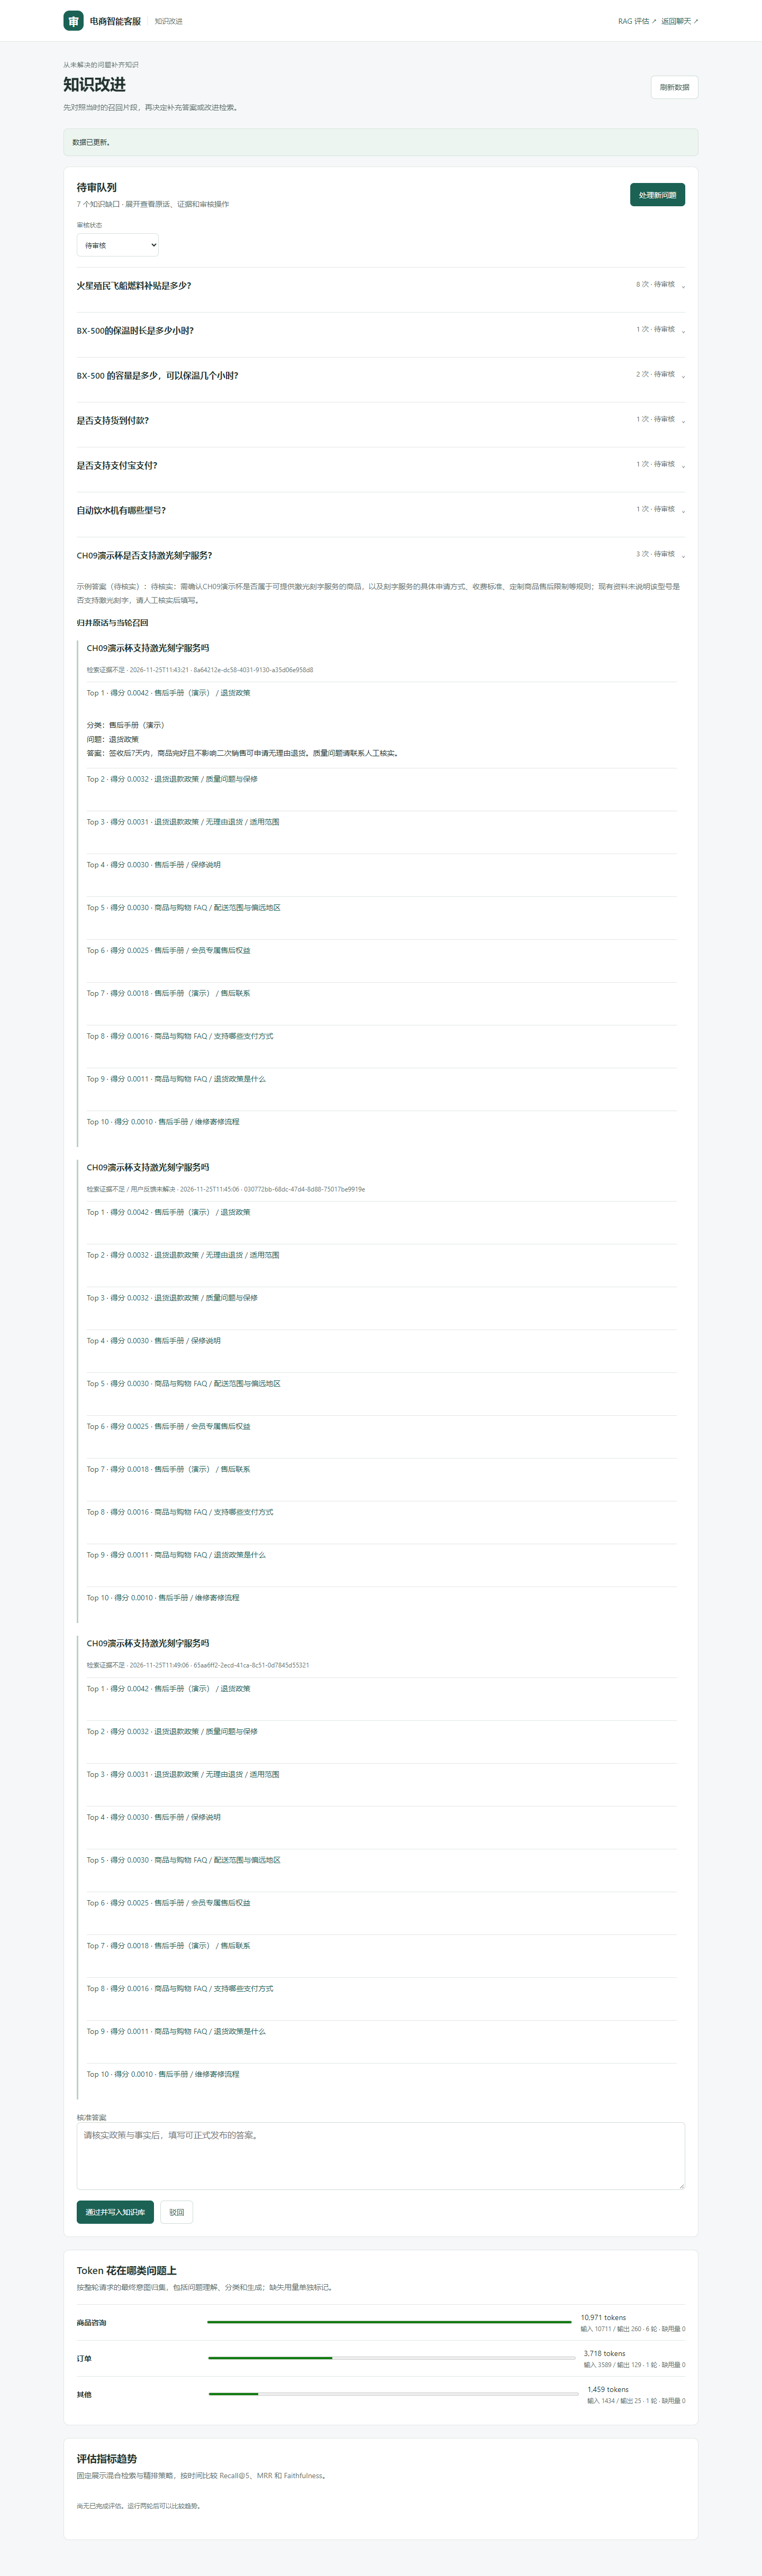 审 电商智能客服 知识改进
RAG 评估 ↗ 返回聊天 ↗
从未解决的问题补齐知识
知识改进
先对照当时的召回片段，再决定补充答案或改进检索。
刷新数据
数据已更新。
待审队列
7 个知识缺口 · 展开查看原话、证据和审核操作
处理新问题
审核状态
待审核
火星殖民飞船燃料补贴是多少？
8 次 · 待审核
BX-500的保温时长是多少小时？
1 次 · 待审核
BX-500 的容量是多少，可以保温几个小时？
2 次 · 待审核
是否支持货到付款？
1 次 · 待审核
是否支持支付宝支付？
1 次 · 待审核
自动饮水机有哪些型号？
1 次 · 待审核
CH09演示杯是否支持激光刻字服务？
3 次 · 待审核
示例答案（待核实）：待核实：需确认CH09演示杯是否属于可提供激光刻字服务的商品，以及刻字服务的具体申请方式、收费标准、定制商品售后限制等规则；现有资料未说明该型号是
否支持激光刻字，请人工核实后填写。
归并原话与当轮召回
CH09演示杯支持激光刻字服务吗
检索证据不足 · 2026-11-25T11:43:21 · 8a64212e-dc58-4031-9130-a35d06e958d8
Top 1 · 得分 0.0042 · 售后手册（演示） / 退货政策
分类：售后手册（演示）
问题：退货政策
答案：签收后7天内，商品完好且不影响二次销售可申请无理由退货。质量问题请联系人工核实。
Top 2 · 得分 0.0032 · 退货退款政策 / 质量问题与保修
Top 3 · 得分 0.0031 · 退货退款政策 / 无理由退货 / 适用范围
Top 4 · 得分 0.0030 · 售后手册 / 保修说明
Top 5 · 得分 0.0030 · 商品与购物 FAQ / 配送范围与偏远地区
Top 6 · 得分 0.0025 · 售后手册 / 会员专属售后权益
Top 7 · 得分 0.0018 · 售后手册（演示） / 售后联系
Top 8 · 得分 0.0016 · 商品与购物 FAQ / 支持哪些支付方式
Top 9 · 得分 0.0011 · 商品与购物 FAQ / 退货政策是什么
Top 10 · 得分 0.0010 · 售后手册 / 维修寄修流程
CH09演示杯支持激光刻字服务吗
检索证据不足 / 用户反馈未解决 · 2026-11-25T11:45:06 · 030772bb-68dc-47d4-8d88-75017be9919e
Top 1 · 得分 0.0042 · 售后手册（演示） / 退货政策
Top 2 · 得分 0.0032 · 退货退款政策 / 无理由退货 / 适用范围
Top 3 · 得分 0.0032 · 退货退款政策 / 质量问题与保修
Top 4 · 得分 0.0030 · 售后手册 / 保修说明
Top 5 · 得分 0.0030 · 商品与购物 FAQ / 配送范围与偏远地区
Top 6 · 得分 0.0025 · 售后手册 / 会员专属售后权益
Top 7 · 得分 0.0018 · 售后手册（演示） / 售后联系
Top 8 · 得分 0.0016 · 商品与购物 FAQ / 支持哪些支付方式
Top 9 · 得分 0.0011 · 商品与购物 FAQ / 退货政策是什么
Top 10 · 得分 0.0010 · 售后手册 / 维修寄修流程
CH09演示杯支持激光刻字服务吗
检索证据不足 · 2026-11-25T11:49:06 · 65aa6ff2-2ecd-41ca-8c51-0d7845d55321
Top 1 · 得分 0.0042 · 售后手册（演示） / 退货政策
Top 2 · 得分 0.0032 · 退货退款政策 / 质量问题与保修
Top 3 · 得分 0.0031 · 退货退款政策 / 无理由退货 / 适用范围
Top 4 · 得分 0.0030 · 售后手册 / 保修说明
Top 5 · 得分 0.0030 · 商品与购物 FAQ / 配送范围与偏远地区
Top 6 · 得分 0.0025 · 售后手册 / 会员专属售后权益
Top 7 · 得分 0.0018 · 售后手册（演示） / 售后联系
Top 8 · 得分 0.0016 · 商品与购物 FAQ / 支持哪些支付方式
Top 9 · 得分 0.0011 · 商品与购物 FAQ / 退货政策是什么
Top 10 · 得分 0.0010 · 售后手册 / 维修寄修流程
核准答案
请核实政策与事实后，填写可正式发布的答案。
通过并写入知识库
驳回
Token 花在哪类问题上
按整轮请求的最终意图归集，包括问题理解、分类和生成；缺失用量单独标记。
商品咨询
10,971 tokens
输入 10711 / 输出 260 · 6 轮 · 缺用量 0
订单
3,718 tokens
输入 3589 / 输出 129 · 1 轮 · 缺用量 0
其他
1,459 tokens
输入 1434 / 输出 25 · 1 轮 · 缺用量 0
评估指标趋势
固定展示混合检索与精排策略，按时间比较 Recall@5、MRR 和 Faithfulness。
尚无已完成评估。运行两轮后可以比较趋势。